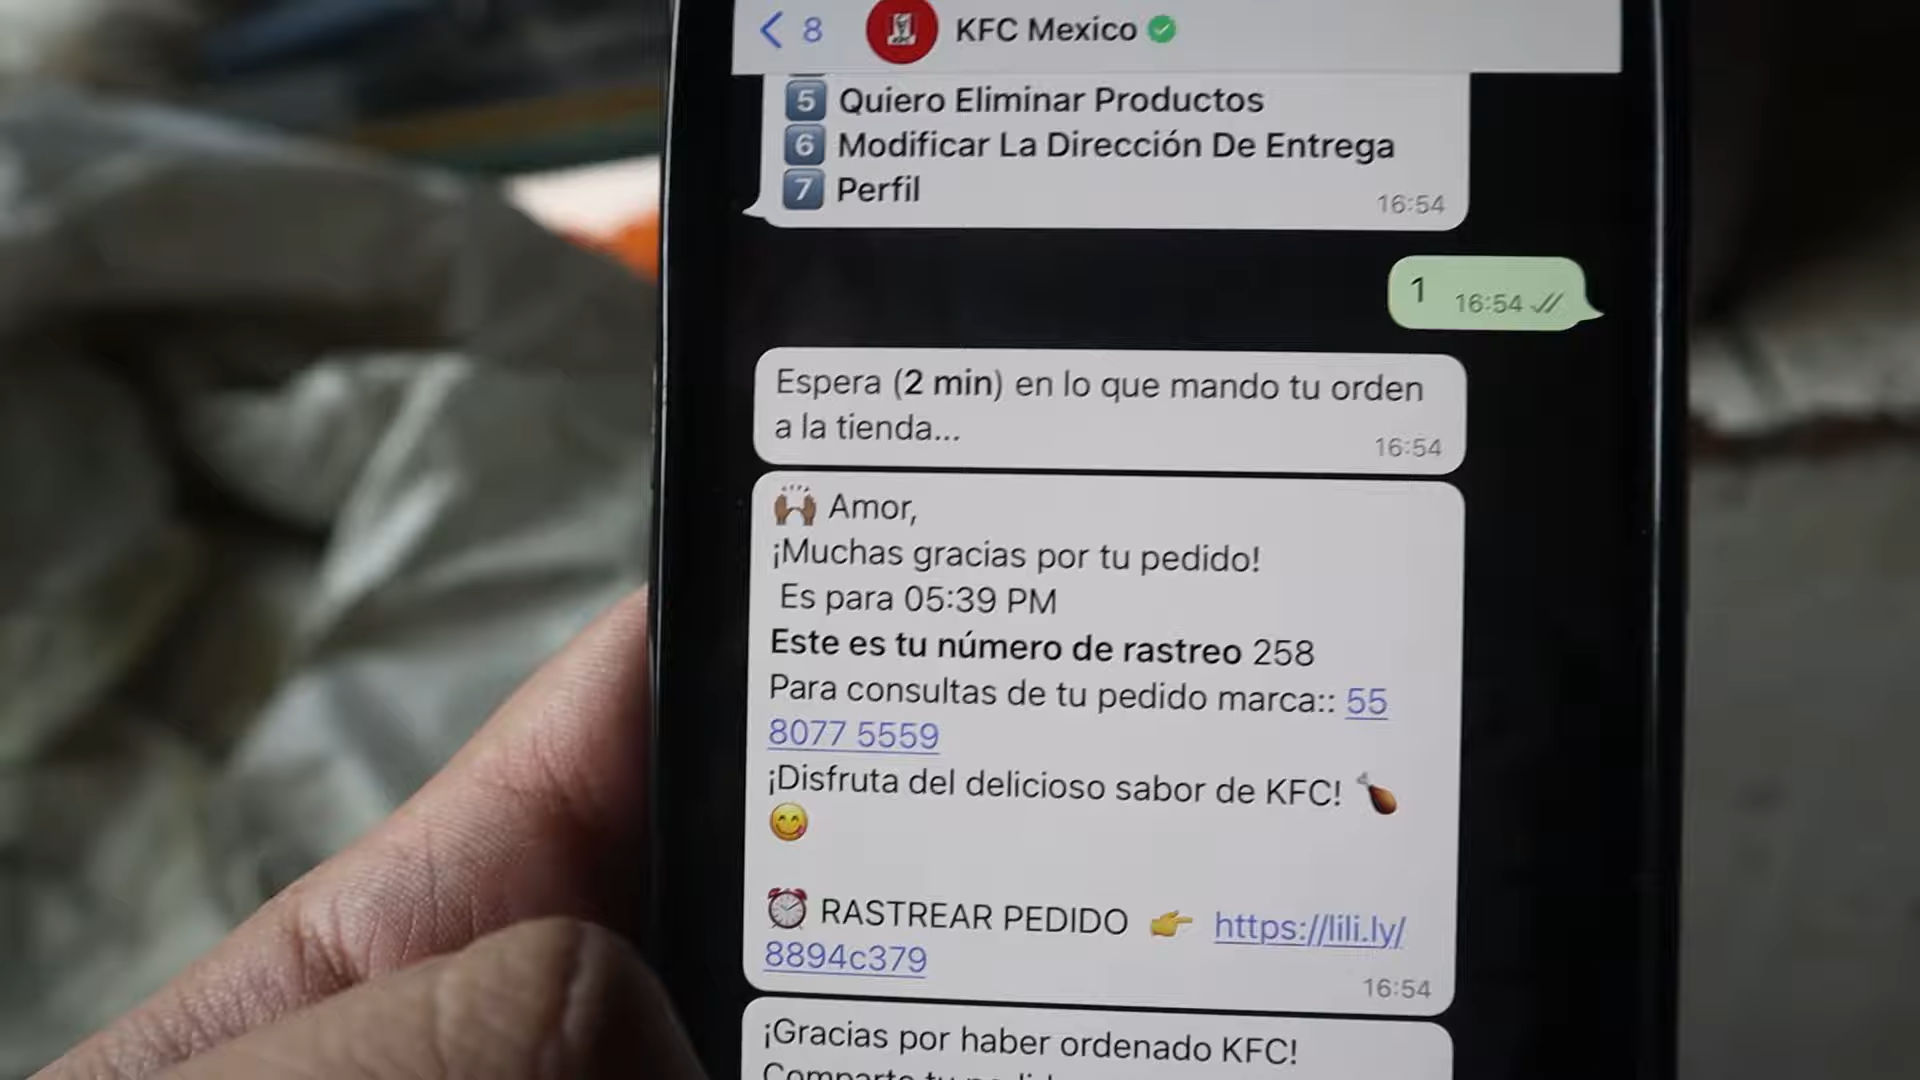 8 KFC Mexico
5 Quiero Eliminar Productos
6 Modificar La Dirección De Entrega
7 Perfil
16:54
1 16:54
Espera (2 min) en lo que mando tu orden
a la tienda...
16:54
Amor,
¡Muchas gracias por tu pedido!
Es para 05:39 PM
Este es tu número de rastreo 258
Para consultas de tu pedido marca:: 55
8077 5559
¡Disfruta del delicioso sabor de KFC!
RASTREAR PEDIDO https://lili.ly/
8894c379
16:54
¡Gracias por haber ordenado KFC!